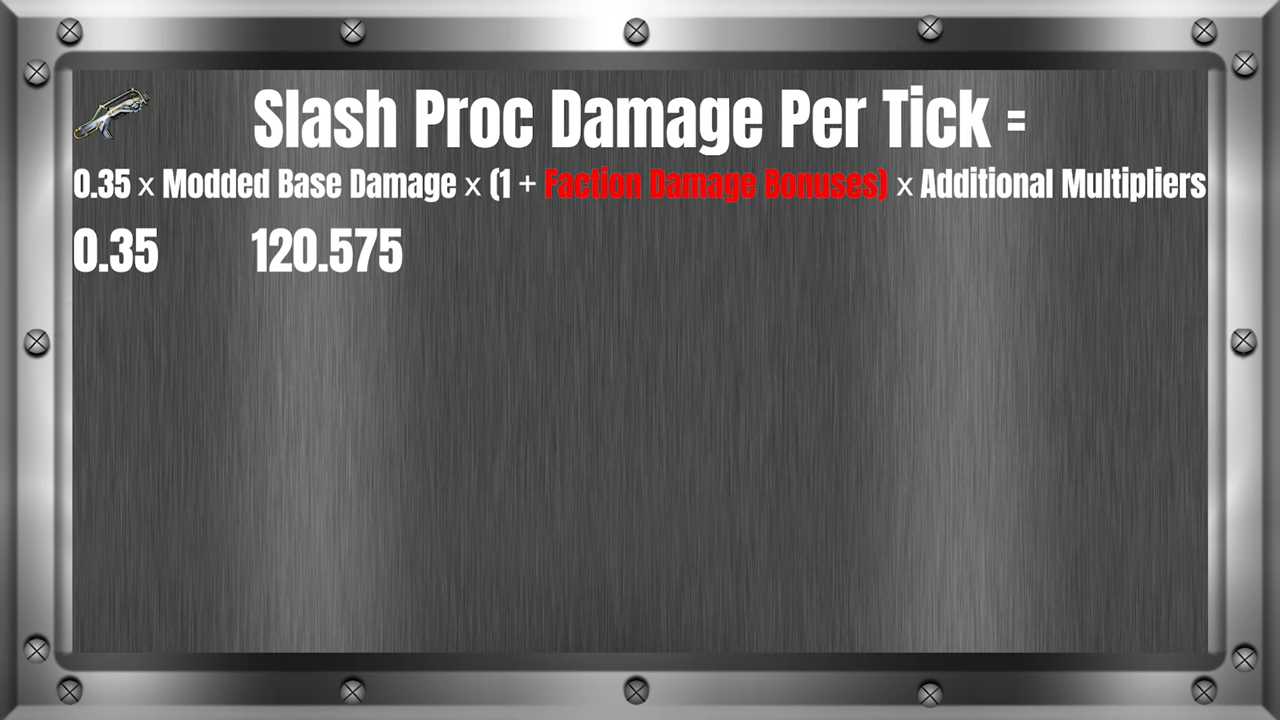 Slash Proc Damage Per Tick =
0.35 x Modded Base Damage x (1 + Faction Damage Bonuses) x Additional Multipliers
0.35 120.575